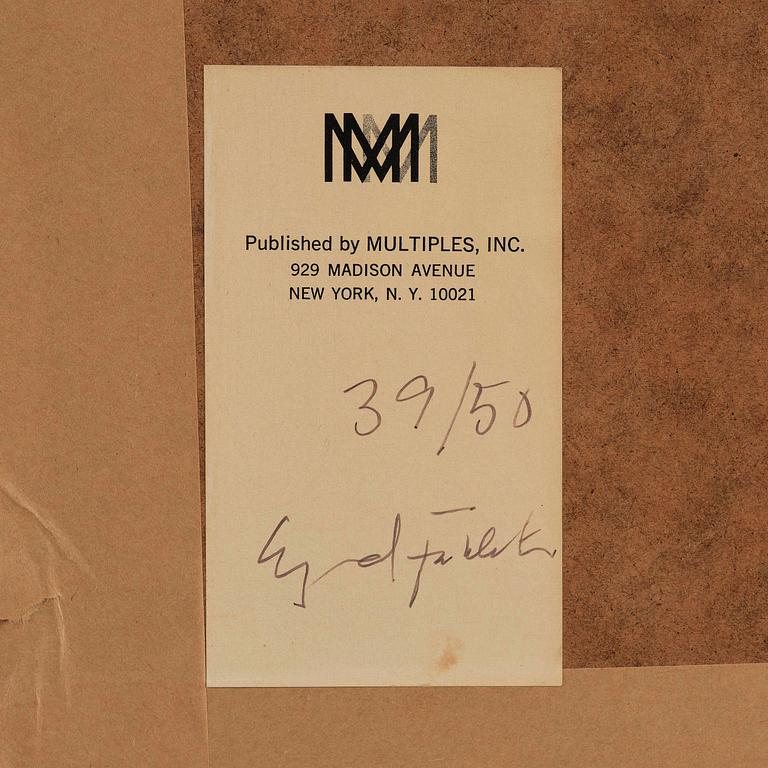 Published by MULTIPLES, INC.
929 MADISON AVENUE
NEW YORK, N. Y. 10021
39/50